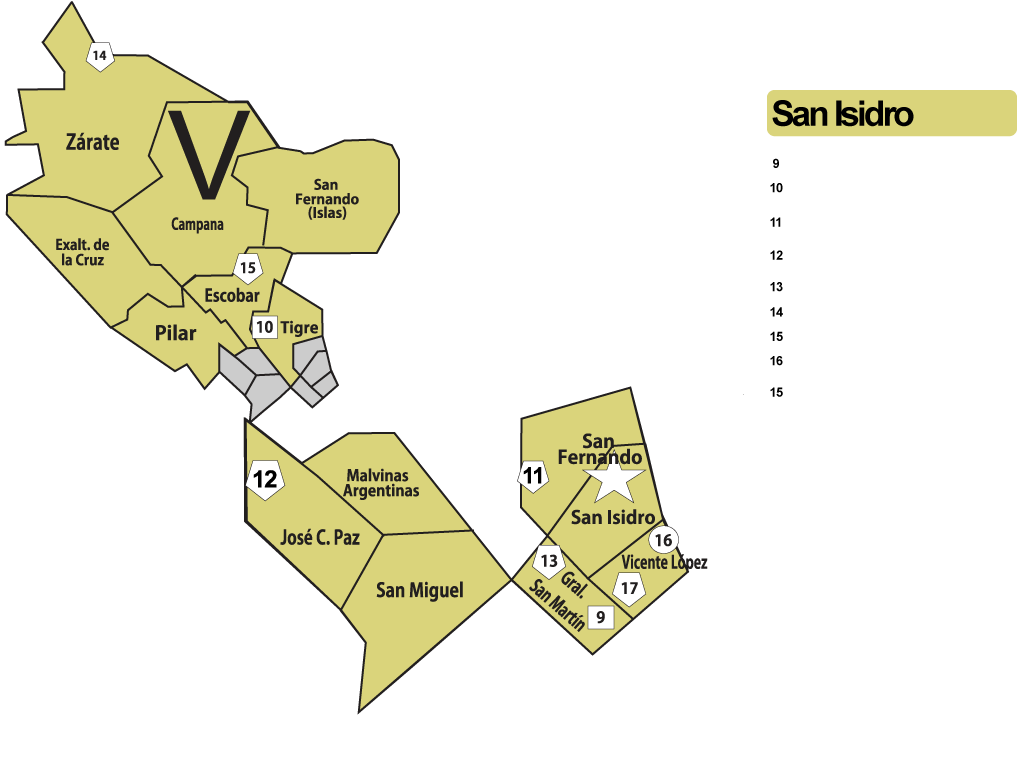 14
San Isidro
Zárate
V
9
10
San
Fernando
(Islas)
Campana
11
Exalt. de
la Cruz
12
15
Escobar
13
14
10 Tigre
Pilar
15
16
15
San
Fernando
11
12
Malvinas
Argentinas
San Isidro
José C. Paz
16
13
Vicente López
Gral.
San Martín
17
San Miguel
9